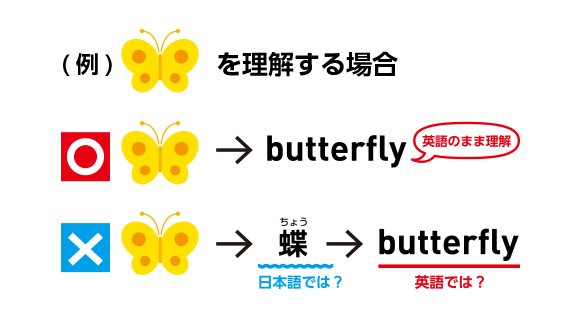 (例) を理解する場合
butterfly 英語のまま理解
ちょう
蝶 butterfly
日本語では？ 英語では？